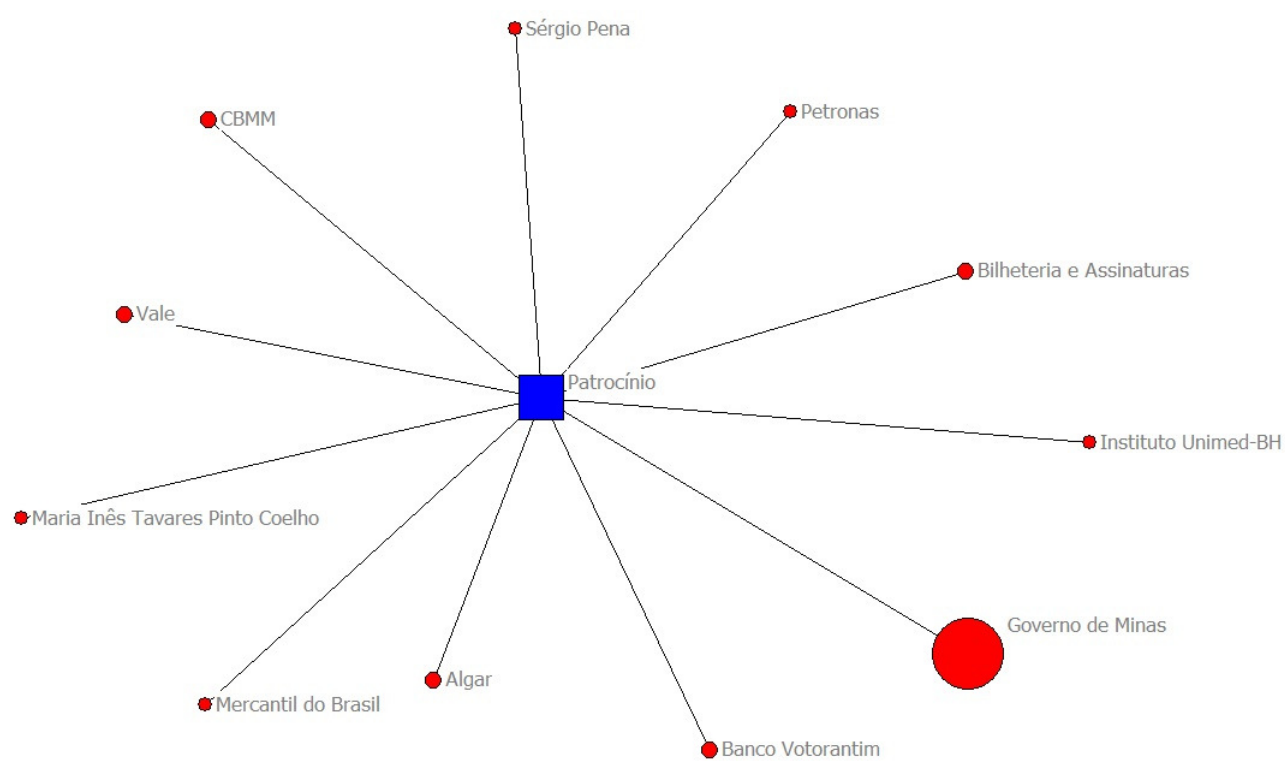 Sérgio Pena
Petronas
CBMM
Bilheteria e Assinaturas
Vale
Patrocínio
Instituto Unimed-BH
Maria Inês Tavares Pinto Coelho
Governo de Minas
Algar
Mercantil do Brasil
Banco Votorantim